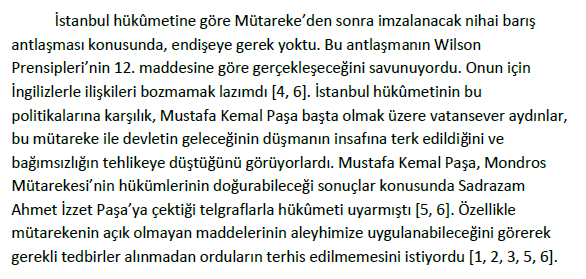 İstanbul hükûmetine göre Mütareke’den sonra imzalanacak nihai barış
antlaşması konusunda, endişeye gerek yoktu. Bu antlaşmanın Wilson
Prensipleri’nin 12. maddesine göre gerçekleşeceğini savunuyordu. Onun için
İngilizlerle ilişkileri bozmamak lazımdı [4, 6]. İstanbul hükûmetinin bu
politikalarına karşılık, Mustafa Kemal Paşa başta olmak üzere vatansever aydınlar,
bu mütareke ile devletin geleceğinin düşmanın insafına terk edildiğini ve
bağımsızlığın tehlikeye düştüğünü görüyorlardı. Mustafa Kemal Paşa, Mondros
Mütarekesi’nin hükümlerinin doğurabileceği sonuçlar konusunda Sadrazam
Ahmet İzzet Paşa’ya çektiği telgraflarla hükûmeti uyarmıştı [5, 6]. Özellikle
mütarekenin açık olmayan maddelerinin aleyhimize uygulanabileceğini görerek
gerekli tedbirler alınmadan orduların terhis edilmemesini istiyordu [1, 2, 3, 5, 6].